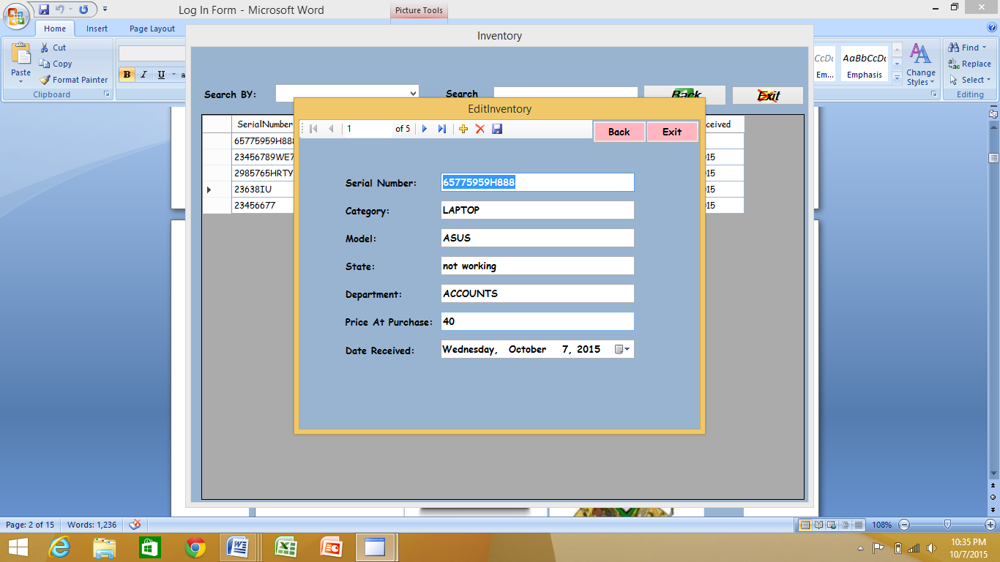 Log In Form - Microsoft Word
Picture Tools
Home Insert Page Layout
Inventory
Paste
Cut
Copy
Format Painter
Clipboard
B I U
AaBbCcDc
Em... Emphasis
Change Styles
Find
Replace
Select
Editing
Search BY:
Search
Back
Exit
EditInventory
1 of 5
Back
Exit
SerialNumber
65775959H888
23456789WE7
2985765HRTY
23638IU
23456677
ceived
015
015
015
015
Serial Number: 65775959H888
Category: LAPTOP
Model: ASUS
State: not working
Department: ACCOUNTS
Price At Purchase: 40
Date Received: Wednesday, October 7, 2015
Page: 2 of 15 Words: 1,236
108%
10:35 PM
10/7/2015